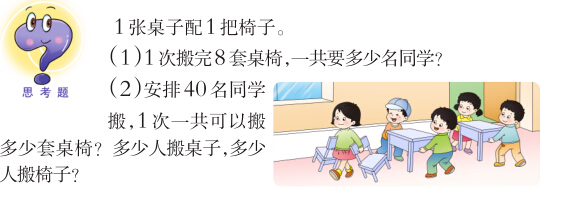 1张桌子配1把椅子。
(1)1次搬完8套桌椅,一共要多少名同学?
思考题
(2)安排40名同学
搬,1次一共可以搬
多少套桌椅?多少人搬桌子,多少
人搬椅子?